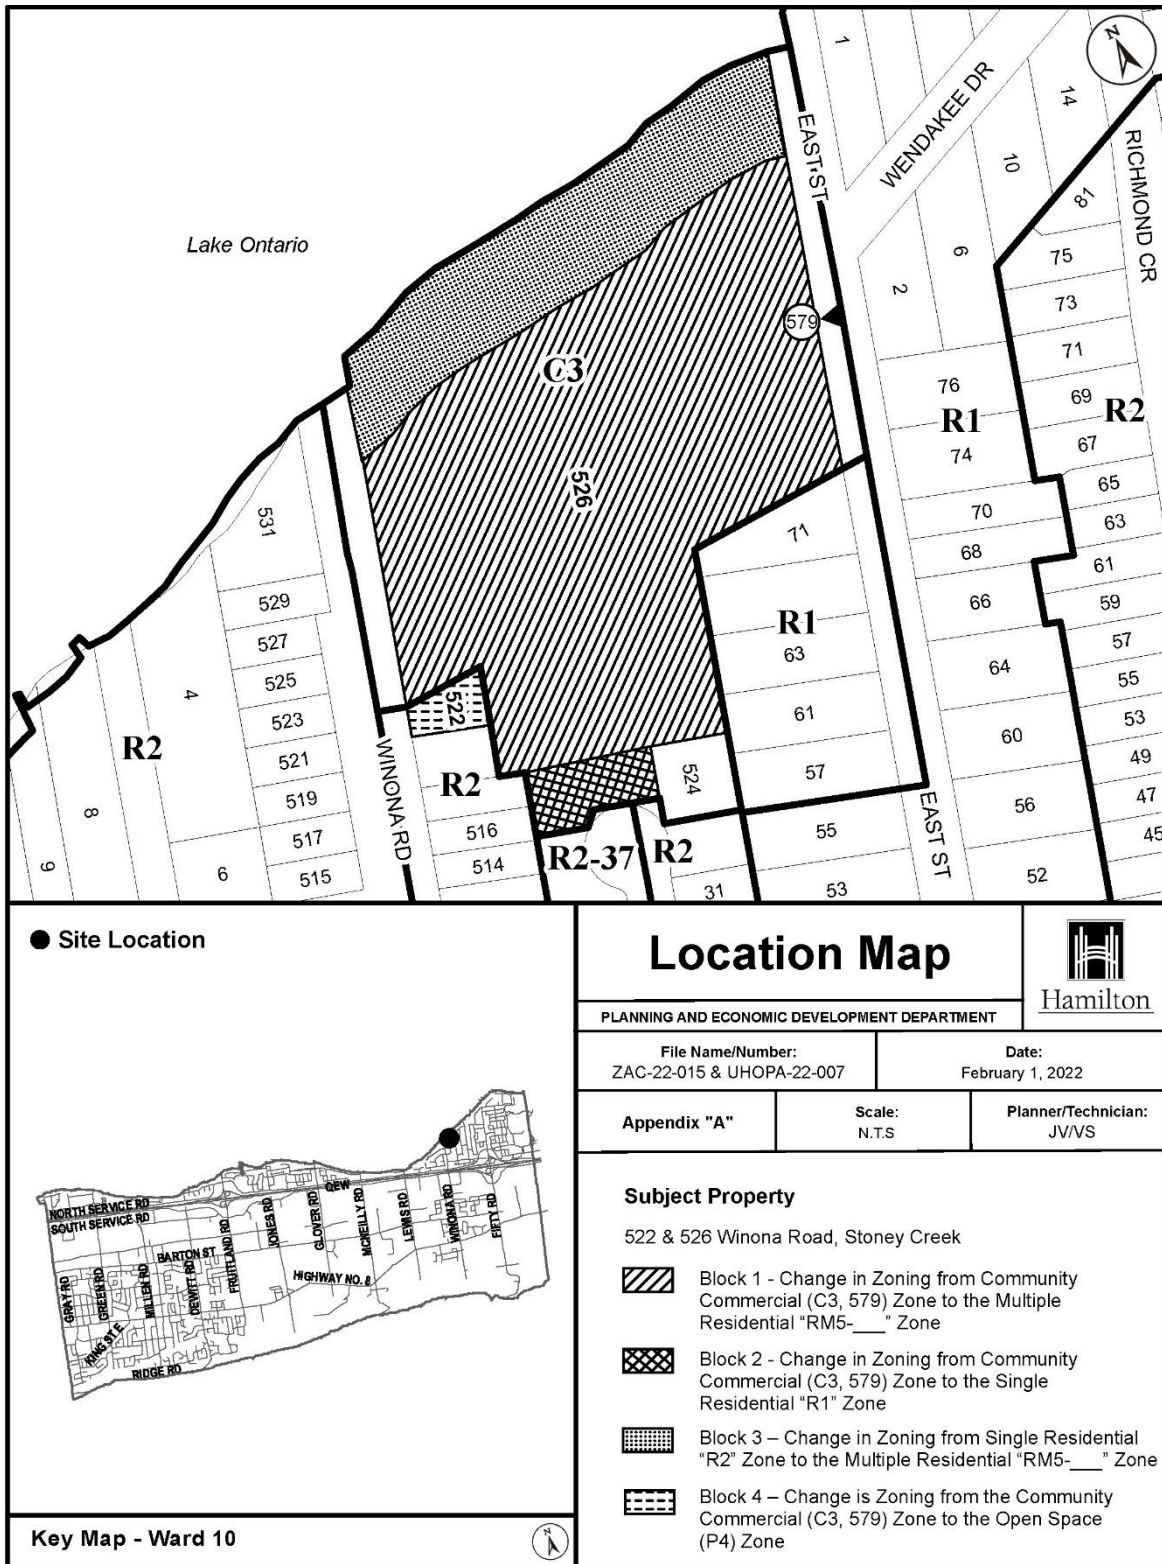 N
1
14
WENDAKEE DR
EAST ST
10
RICHMOND CR
81
Lake Ontario
75
6
2
73
579
71
C3
76
69
R1
R2
67
74
526
65
70
63
531
71
68
61
529
66
59
R1
527
57
63
64
525
4
55
522
523
61
53
R2
60
521
WINONA RD
49
R2
524
57
519
47
8
56
516
517
EAST ST
55
45
R2-37
R2
9
6
515
514
31
53
52
Site Location
Location Map
Hamilton
PLANNING AND ECONOMIC DEVELOPMENT DEPARTMENT
File Name/Number:
ZAC-22-015 & UHOPA-22-007
Date:
February 1, 2022
Appendix "A"
Scale:
N.T.S
Planner/Technician:
JV/VS
Subject Property
522 & 526 Winona Road, Stoney Creek
Block 1 - Change in Zoning from Community
Commercial (C3, 579) Zone to the Multiple
Residential “RM5-___” Zone
Block 2 - Change in Zoning from Community
Commercial (C3, 579) Zone to the Single
Residential “R1” Zone
Block 3 – Change in Zoning from Single Residential
“R2” Zone to the Multiple Residential “RM5-___” Zone
Block 4 – Change is Zoning from the Community
Commercial (C3, 579) Zone to the Open Space
(P4) Zone
NORTH SERVICE RD
SOUTH SERVICE RD
QEW
BARTON ST
HIGHWAY NO. 8
GRAY RD
GREEN RD
MILLEN RD
DEWITT RD
FRUITLAND RD
JONES RD
GLOVER RD
MCNEILLY RD
LEWIS RD
WINONA RD
FIFTY RD
KING ST E
RIDGE RD
Key Map - Ward 10
N